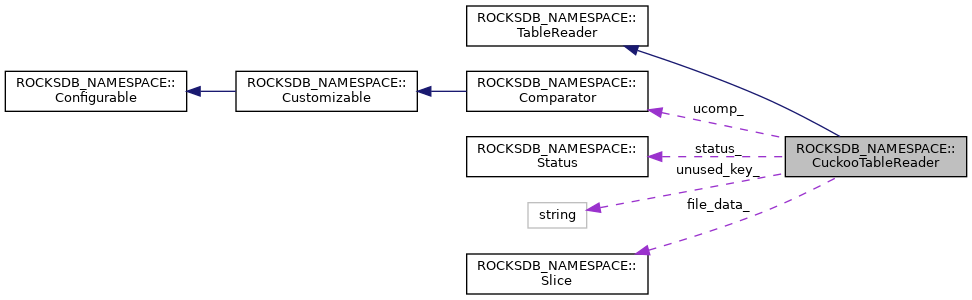 ROCKSDB_NAMESPACE::
TableReader
ROCKSDB_NAMESPACE::
Configurable
ROCKSDB_NAMESPACE::
Customizable
ROCKSDB_NAMESPACE::
Comparator
ucomp_
ROCKSDB_NAMESPACE::
Status
status_
ROCKSDB_NAMESPACE::
CuckooTableReader
unused_key_
string
file_data_
ROCKSDB_NAMESPACE::
Slice